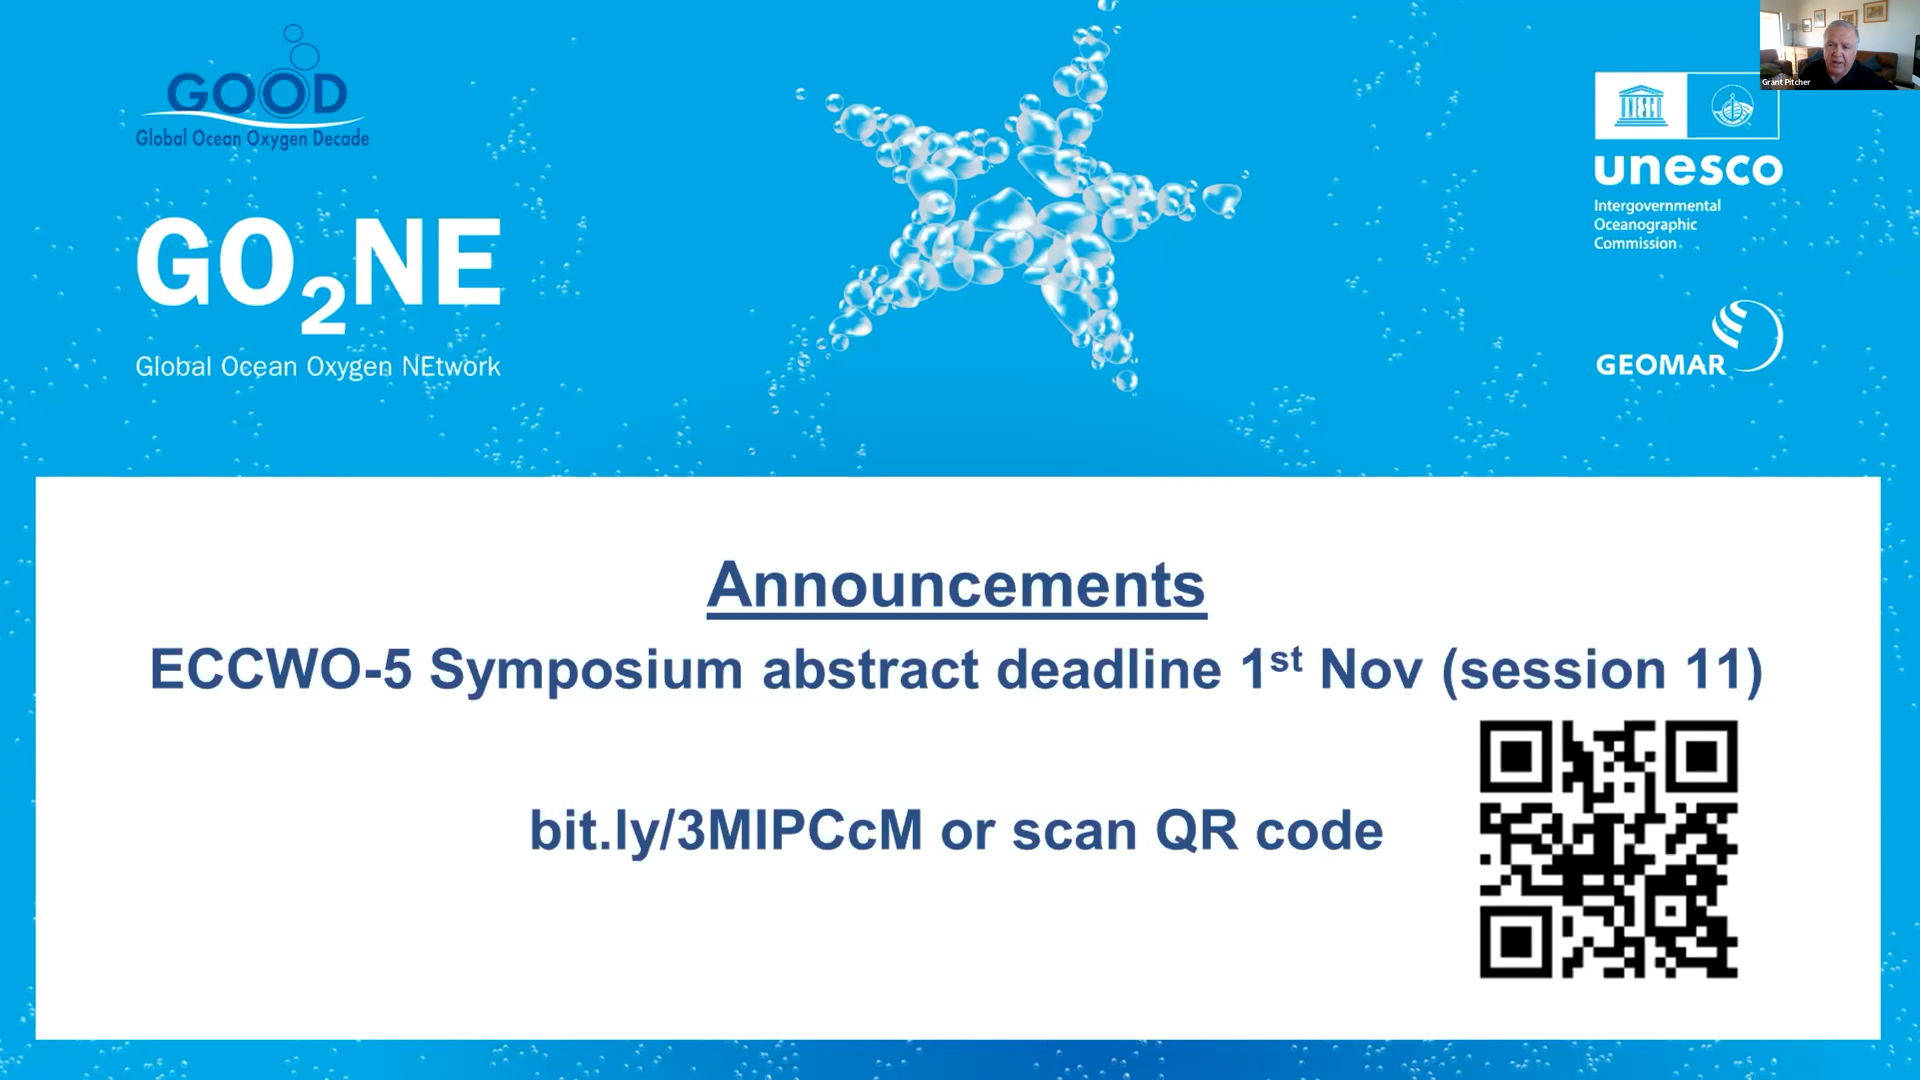 GOOD
Global Ocean Oxygen Decade
GO₂NE
Global Ocean Oxygen NEtwork
Grant Pitcher
UNESCO
unesco
Intergovernmental
Oceanographic
Commission
GEOMAR
Announcements
ECCWO-5 Symposium abstract deadline 1st Nov (session 11)
bit.ly/3MIPCcM or scan QR code